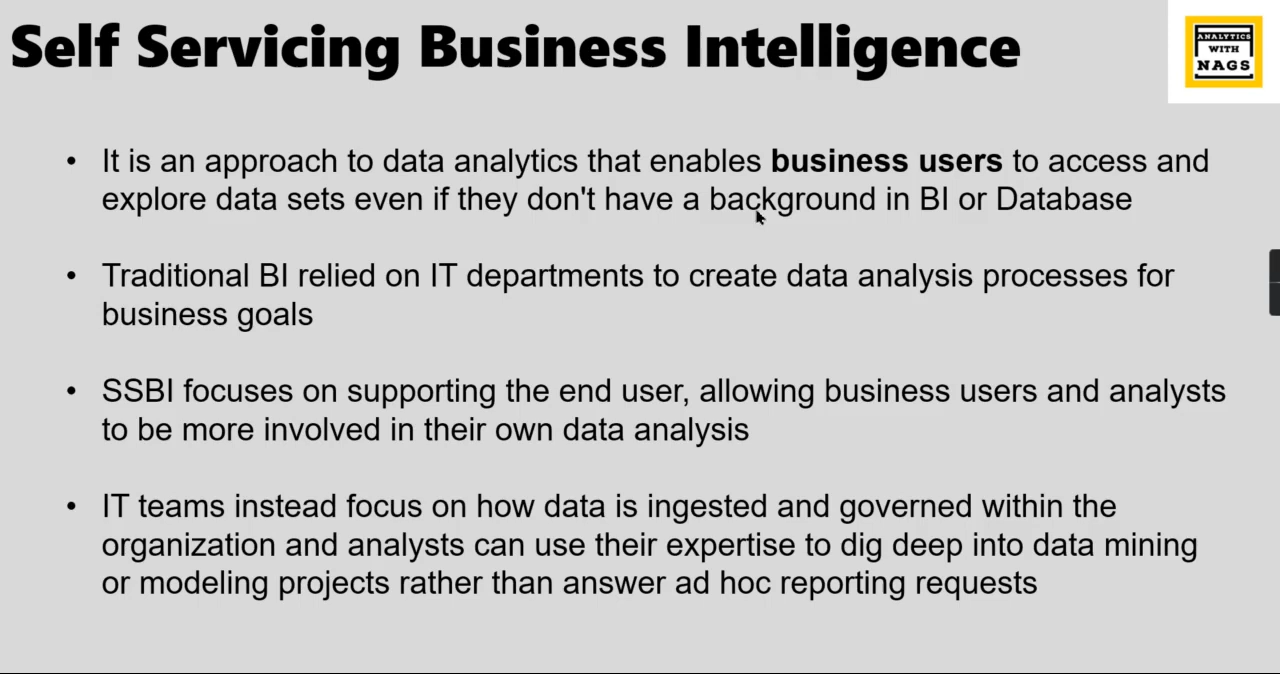 Self Servicing Business Intelligence
ANALYTICS
WITH
NAGS
• It is an approach to data analytics that enables business users to access and
explore data sets even if they don't have a background in BI or Database
• Traditional BI relied on IT departments to create data analysis processes for
business goals
• SSBI focuses on supporting the end user, allowing business users and analysts
to be more involved in their own data analysis
• IT teams instead focus on how data is ingested and governed within the
organization and analysts can use their expertise to dig deep into data mining
or modeling projects rather than answer ad hoc reporting requests